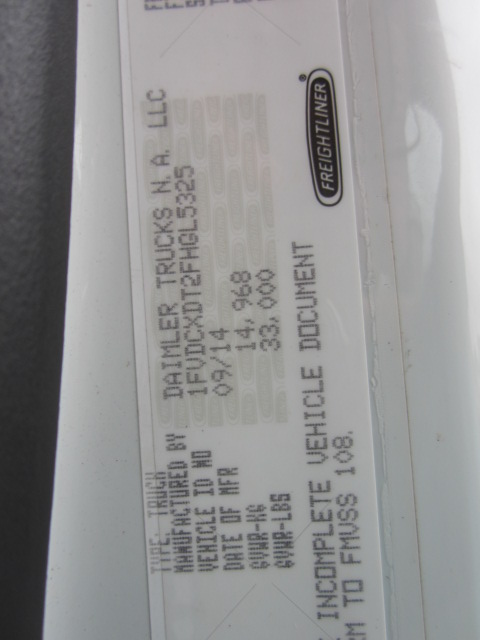 TYPE: TRUCK
MANUFACTURED BY DAIMLER TRUCKS N.A. LLC
VEHICLE ID NO 1FVDCXDT2FHGL5325
DATE OF MFR 09/14
GVWR-KG 14,968
GVWR-LBS 33,000
INCOMPLETE VEHICLE DOCUMENT
TO FMVSS 108.
FREIGHTLINER